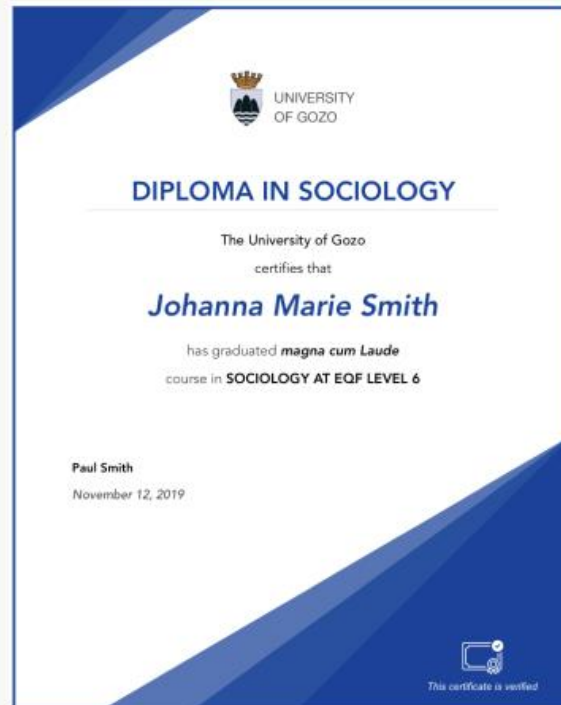 UNIVERSITY
OF GOZO
DIPLOMA IN SOCIOLOGY
The University of Gozo
certifies that
Johanna Marie Smith
has graduated magna cum Laude
course in SOCIOLOGY AT EQF LEVEL 6
Paul Smith
November 12, 2019
This certificate is verified